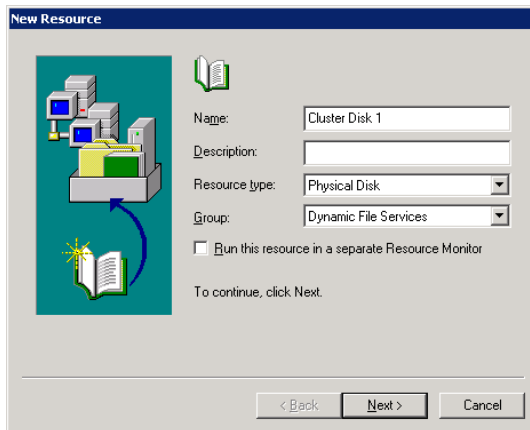 New Resource
Name: Cluster Disk 1
Description:
Resource type: Physical Disk
Group: Dynamic File Services
Run this resource in a separate Resource Monitor
To continue, click Next.
< Back Next > Cancel